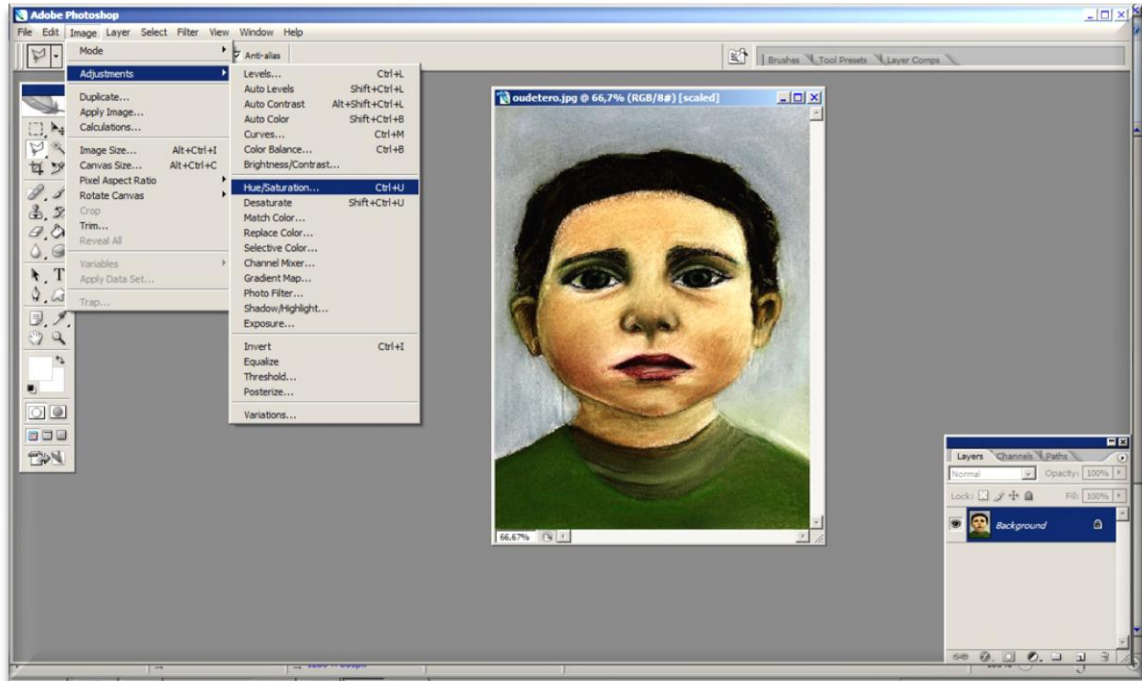 Adobe Photoshop
File Edit Image Layer Select Filter View Window Help
Anti-alias
Brushes Tool Presets Layer Comps
Mode
Adjustments
Duplicate...
Apply Image...
Calculations...
Image Size... Alt+Ctrl+I
Canvas Size... Alt+Ctrl+C
Pixel Aspect Ratio
Rotate Canvas
Crop
Trim...
Reveal All
Variables
Apply Data Set...
Trap...
Levels... Ctrl+L
Auto Levels Shift+Ctrl+L
Auto Contrast Alt+Shift+Ctrl+L
Auto Color Shift+Ctrl+B
Curves... Ctrl+M
Color Balance... Ctrl+B
Brightness/Contrast...
Hue/Saturation... Ctrl+U
Desaturate Shift+Ctrl+U
Match Color...
Replace Color...
Selective Color...
Channel Mixer...
Gradient Map...
Photo Filter...
Shadow/Highlight...
Exposure...
Invert Ctrl+I
Equalize
Threshold...
Posterize...
Variations...
oudetero.jpg @ 66,7% (RGB/8#) [scaled]
66,67%
Layers Channels Paths
Normal Opacity: 100%
Lock: Fill: 100%
Background